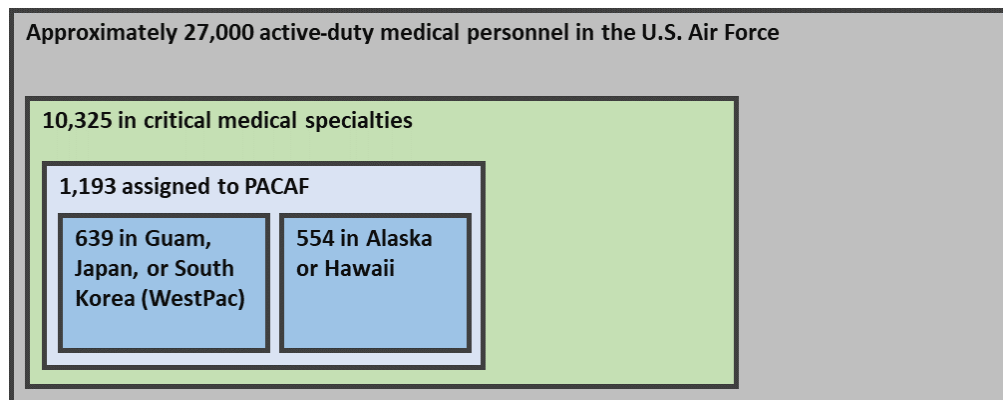 Approximately 27,000 active-duty medical personnel in the U.S. Air Force
10,325 in critical medical specialties
1,193 assigned to PACAF
639 in Guam,
Japan, or South
Korea (WestPac)
554 in Alaska
or Hawaii